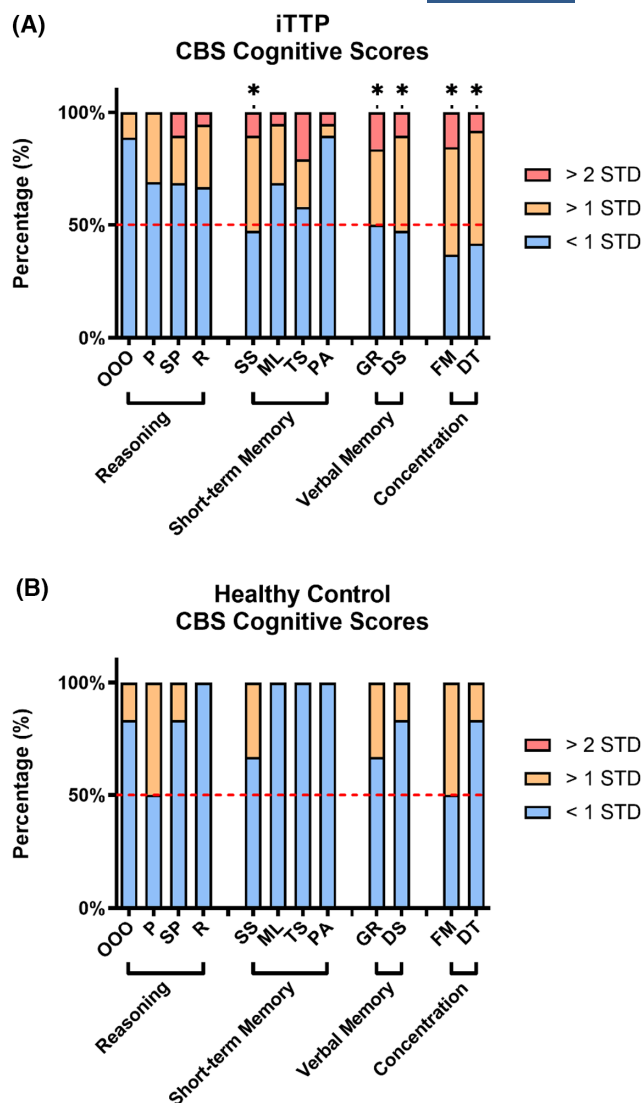 (A)
iTTP
CBS Cognitive Scores
Percentage (%)
100%
50%
0%
* * * * *
OOO P SP R SS ML TS PA GR DS FM DT
Reasoning
Short-term Memory
Verbal Memory
Concentration
> 2 STD
> 1 STD
< 1 STD
(B)
Healthy Control
CBS Cognitive Scores
Percentage (%)
100%
50%
0%
OOO P SP R SS ML TS PA GR DS FM DT
Reasoning
Short-term Memory
Verbal Memory
Concentration
> 2 STD
> 1 STD
< 1 STD